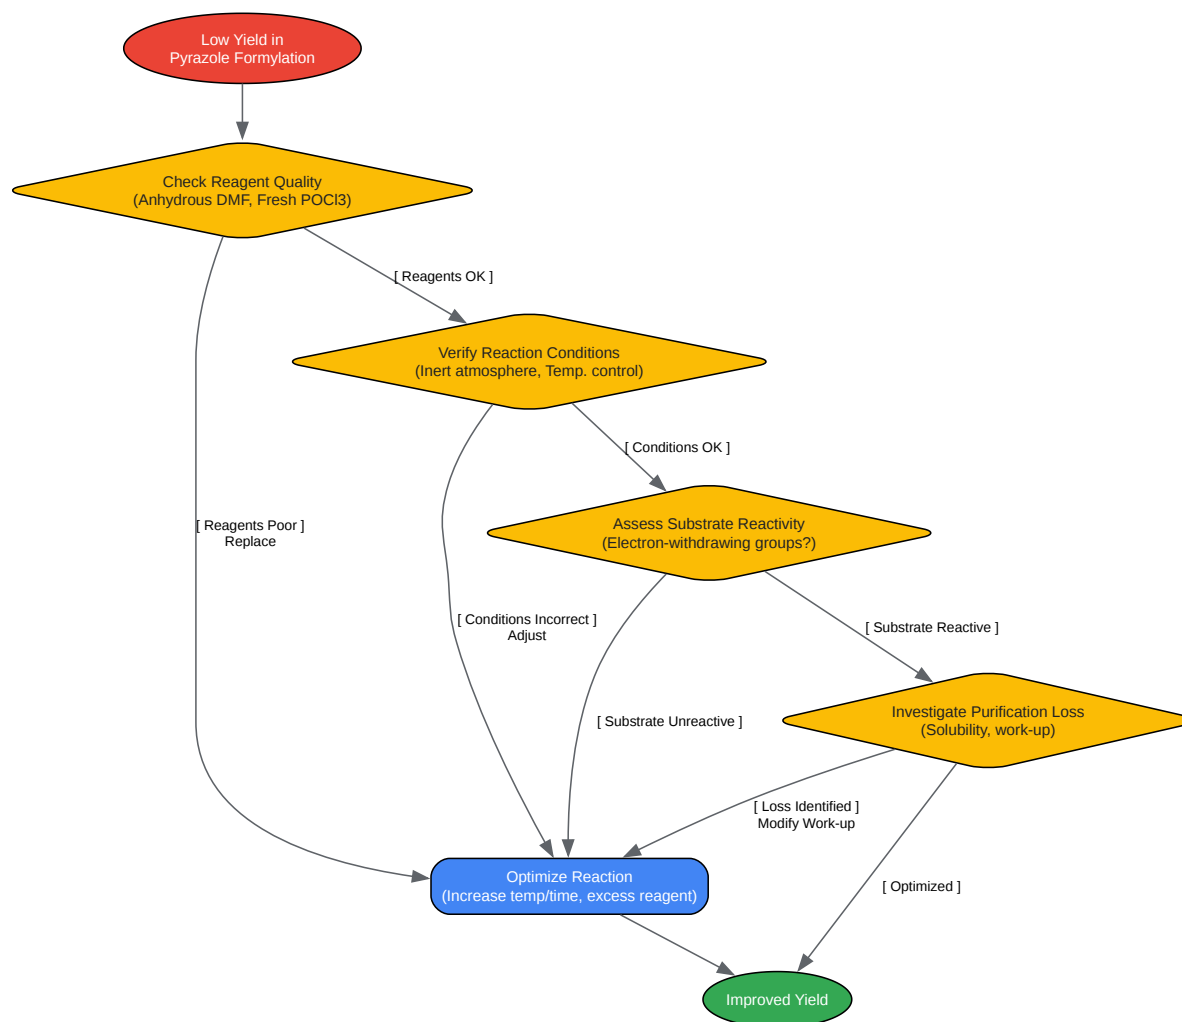 Low Yield in
Pyrazole Formylation
Check Reagent Quality
(Anhydrous DMF, Fresh POCl3)
[ Reagents OK ]
Verify Reaction Conditions
(Inert atmosphere, Temp. control)
[ Conditions OK ]
Assess Substrate Reactivity
(Electron-withdrawing groups?)
[ Reagents Poor ]
Replace
[ Conditions Incorrect ]
Adjust
[ Substrate Reactive ]
[ Substrate Unreactive ]
Investigate Purification Loss
(Solubility, work-up)
[ Loss Identified ]
Modify Work-up
Optimize Reaction
(Increase temp/time, excess reagent)
[ Optimized ]
Improved Yield